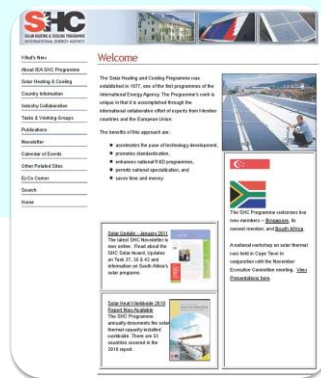 SHC
SOLAR HEATING & COOLING PROGRAMME
INTERNATIONAL ENERGY AGENCY
What's New
About IEA SHC Programme
Solar Heating & Cooling
Country Information
Industry Collaboration
Tasks & Working Groups
Publications
Newsletter
Calendar of Events
Other Related Sites
ExCo Corner
Search
Home
Welcome
The Solar Heating and Cooling Programme was
established in 1977, one of the first programmes of the
International Energy Agency. The Programme's work is
unique in that it is accomplished through the
international collaborative effort of experts from Member
countries and the European Union.
The benefits of this approach are:
accelerates the pace of technology development,
promotes standardization,
enhances national R&D programmes,
permits national specialization, and
saves time and money.
Solar Update - January 2011
The latest SHC Newsletter is
now online. Read about the
SHC Solar Award, Updates
on Task 37, 38 & 42 and
information on South Africa's
solar programs.
Solar Heat Worldwide 2010
Report Now Available
The SHC Programme
annually documents the solar
thermal capacity installed
worldwide. There are 53
countries covered in the
2010 report.
The SHC Programme welcomes two
new members – Singapore, its
newest member, and South Africa.
A national workshop on solar thermal
was held in Cape Town in
conjunction with the November
Executive Committee meeting. View
Presentations here.